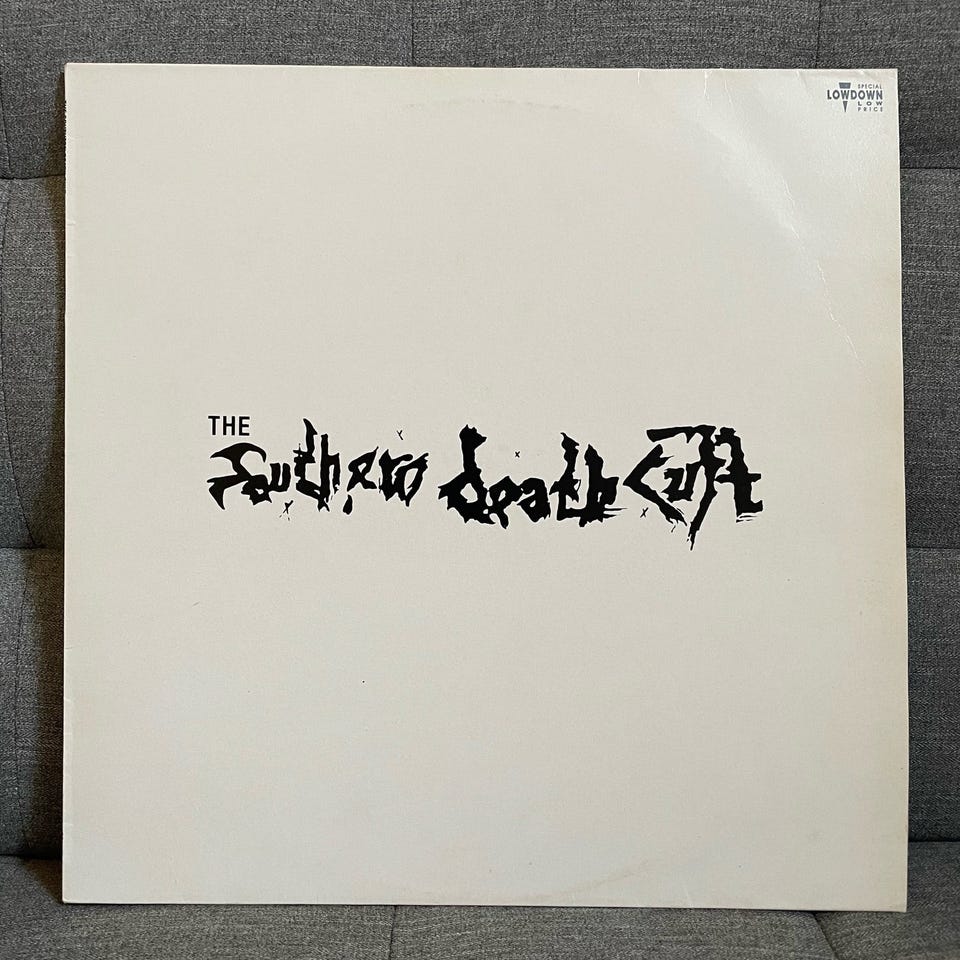 SPECIAL
LOWDOWN
LOW
PRICE
THE
Southern death cult